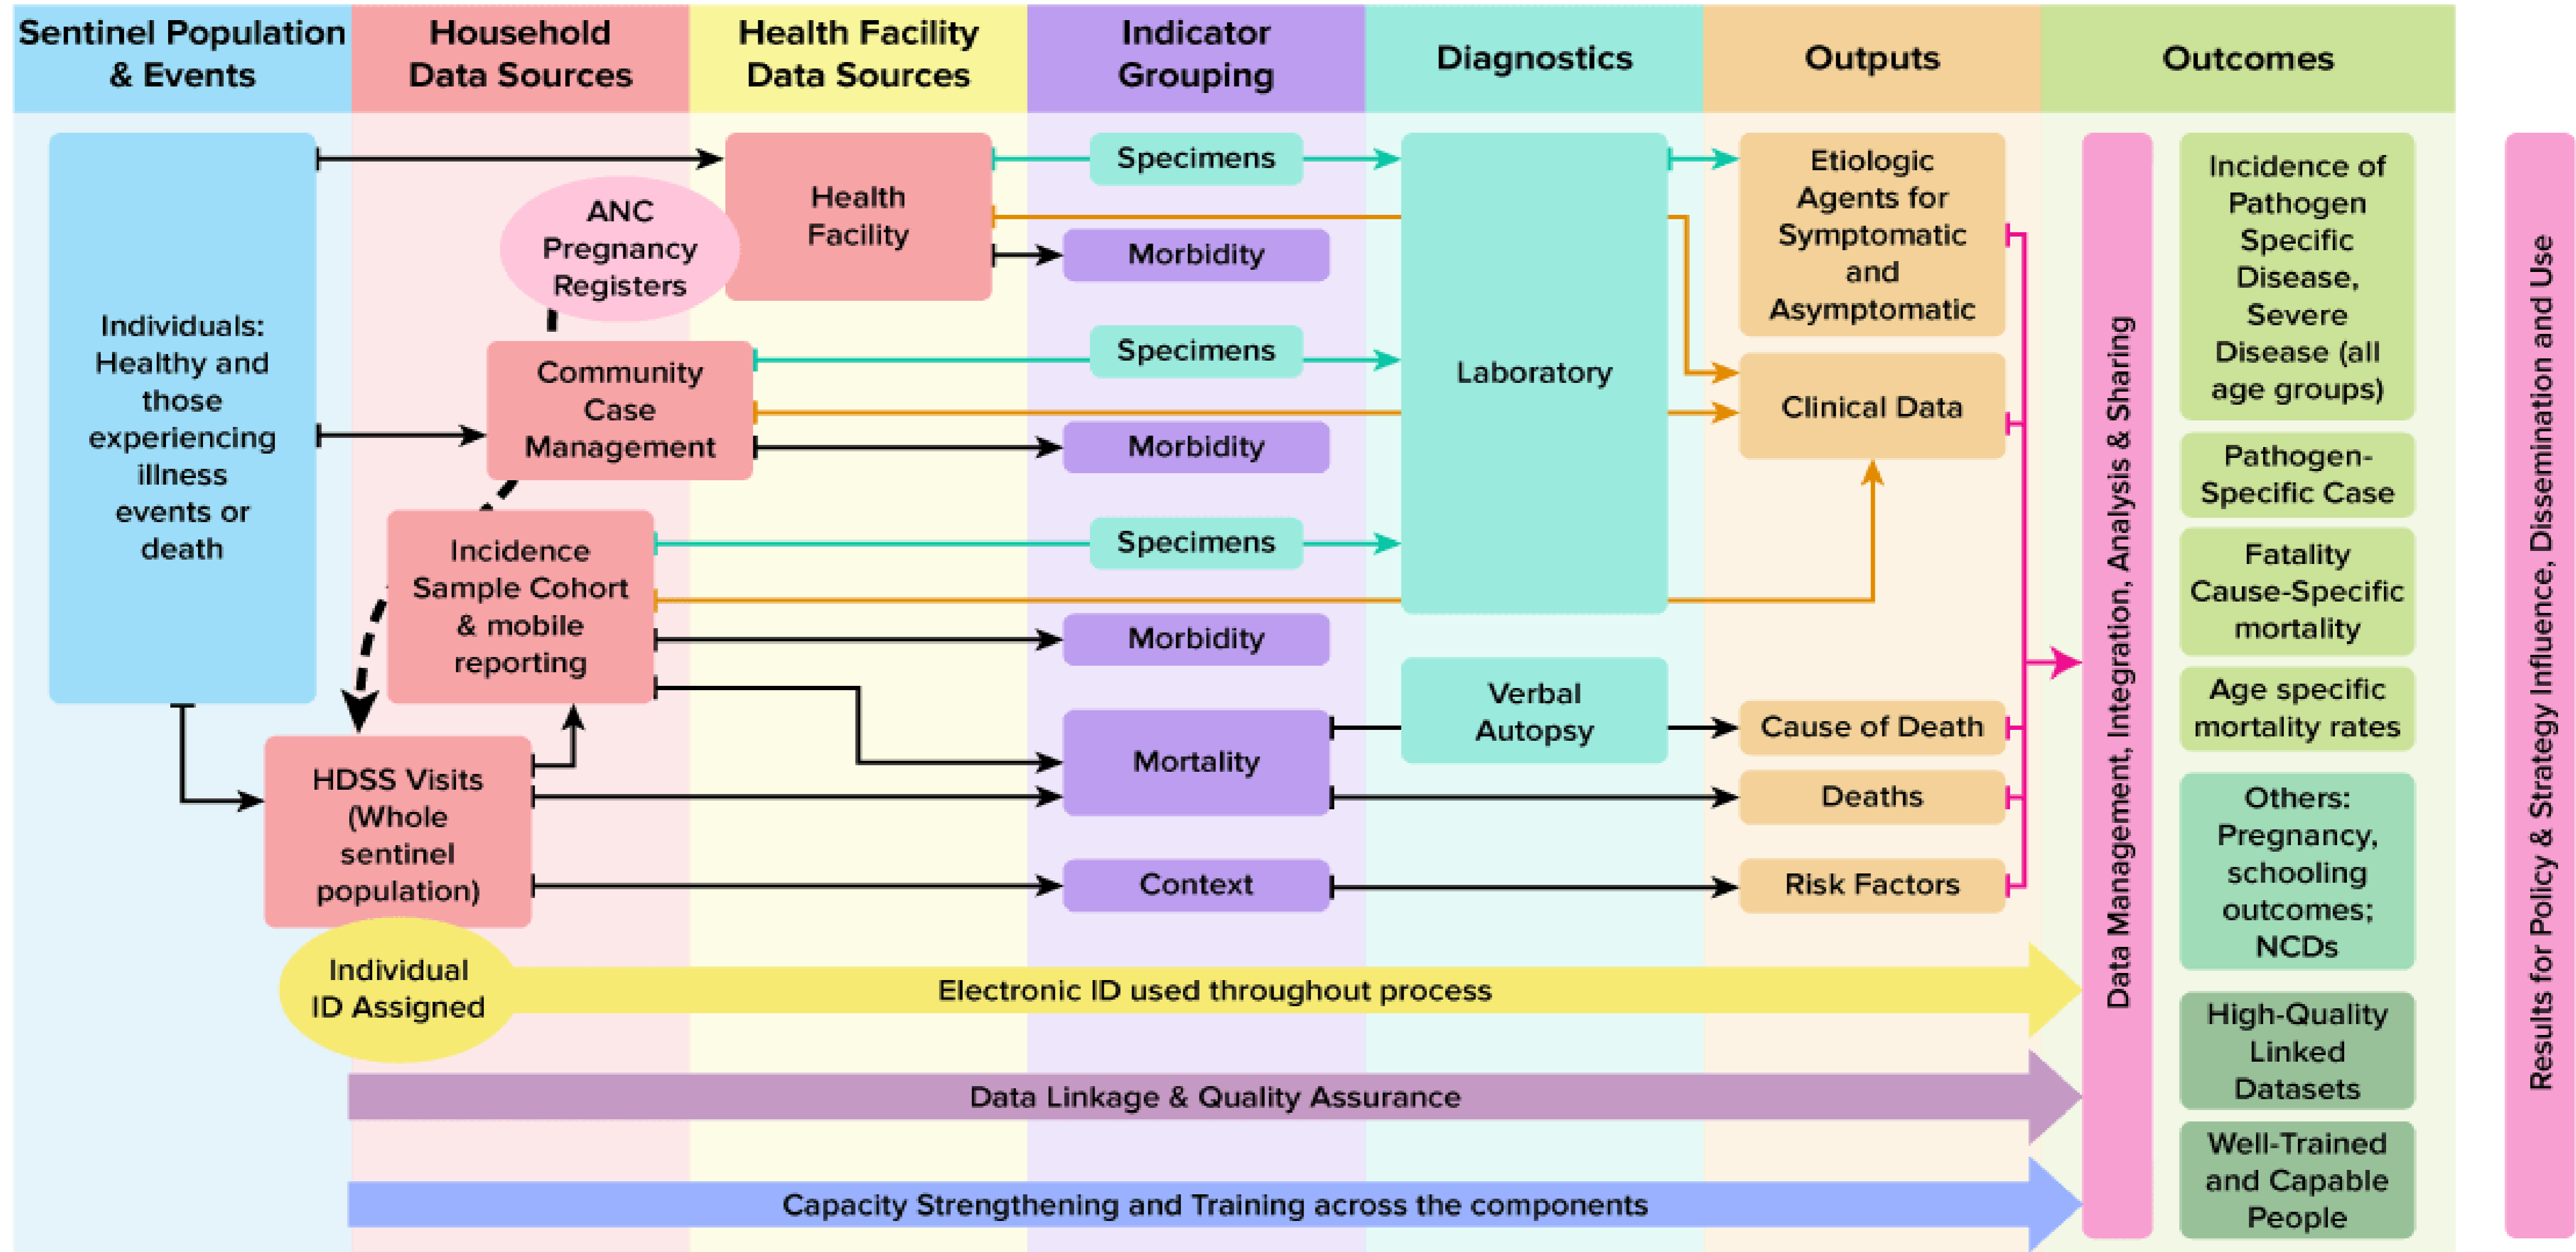 Sentinel Population
& Events
Household
Data Sources
Health Facility
Data Sources
Indicator
Grouping
Diagnostics
Outputs
Outcomes
Individuals:
Healthy and
those
experiencing
illness
events or
death
ANC
Pregnancy
Registers
Health
Facility
Community
Case
Management
Incidence
Sample Cohort
& mobile
reporting
HDSS Visits
(Whole
sentinel
population)
Individual
ID Assigned
Specimens
Morbidity
Specimens
Morbidity
Specimens
Morbidity
Mortality
Context
Laboratory
Verbal
Autopsy
Etiologic
Agents for
Symptomatic
and
Asymptomatic
Clinical Data
Cause of Death
Deaths
Risk Factors
Electronic ID used throughout process
Data Linkage & Quality Assurance
Capacity Strengthening and Training across the components
Data Management, Integration, Analysis & Sharing
Incidence of
Pathogen
Specific
Disease,
Severe
Disease (all
age groups)
Pathogen-
Specific Case
Fatality
Cause-Specific
mortality
Age specific
mortality rates
Others:
Pregnancy,
schooling
outcomes;
NCDs
High-Quality
Linked
Datasets
Well-Trained
and Capable
People
Results for Policy & Strategy Influence, Dissemination and Use